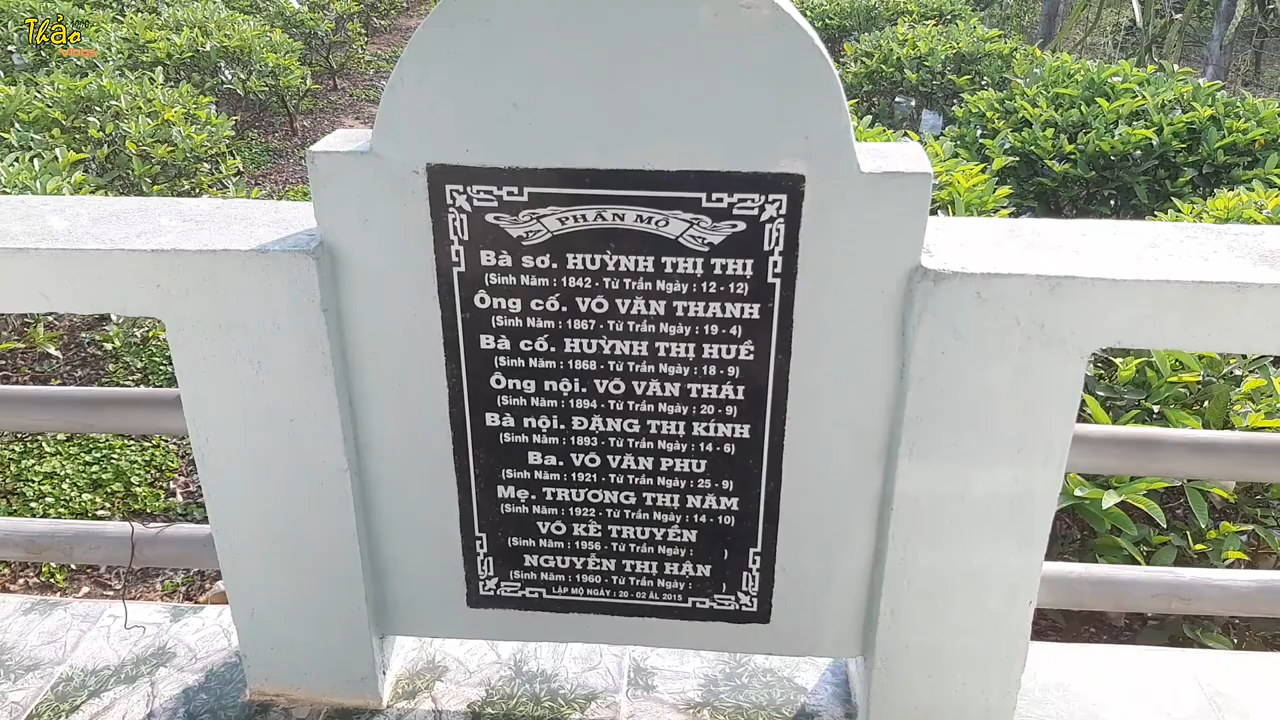 Thảo
vlogs
PHẦN MỘ
Bà sơ. HUỲNH THỊ THỊ
(Sinh Năm : 1842 - Từ Trần Ngày : 12 - 12)
Ông cố. VÕ VĂN THANH
(Sinh Năm : 1867 - Từ Trần Ngày : 19 - 4)
Bà cố. HUỲNH THỊ HUỀ
(Sinh Năm : 1868 - Từ Trần Ngày : 18 - 9)
Ông nội. VÕ VĂN THÁI
(Sinh Năm : 1894 - Từ Trần Ngày : 20 - 9)
Bà nội. ĐẶNG THỊ KÍNH
(Sinh Năm : 1893 - Từ Trần Ngày : 14 - 6)
Ba. VÕ VĂN PHU
(Sinh Năm : 1921 - Từ Trần Ngày : 25 - 9)
Mẹ. TRƯƠNG THỊ NĂM
(Sinh Năm : 1922 - Từ Trần Ngày : 14 - 10)
VÕ KẾ TRUYỀN
(Sinh Năm : 1956 - Từ Trần Ngày : )
NGUYỄN THỊ HẬN
(Sinh Năm : 1960 - Từ Trần Ngày : )
LẬP MỘ NGÀY : 20 - 02 ÂL 2015